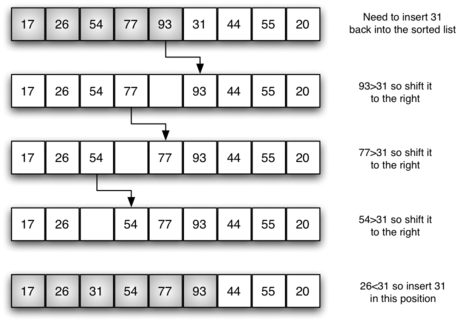 17 26 54 77 93 31 44 55 20
Need to insert 31
back into the sorted list
17 26 54 77 93 44 55 20
93>31 so shift it
to the right
17 26 54 77 93 44 55 20
77>31 so shift it
to the right
17 26 54 77 93 44 55 20
54>31 so shift it
to the right
17 26 31 54 77 93 44 55 20
26<31 so insert 31
in this position